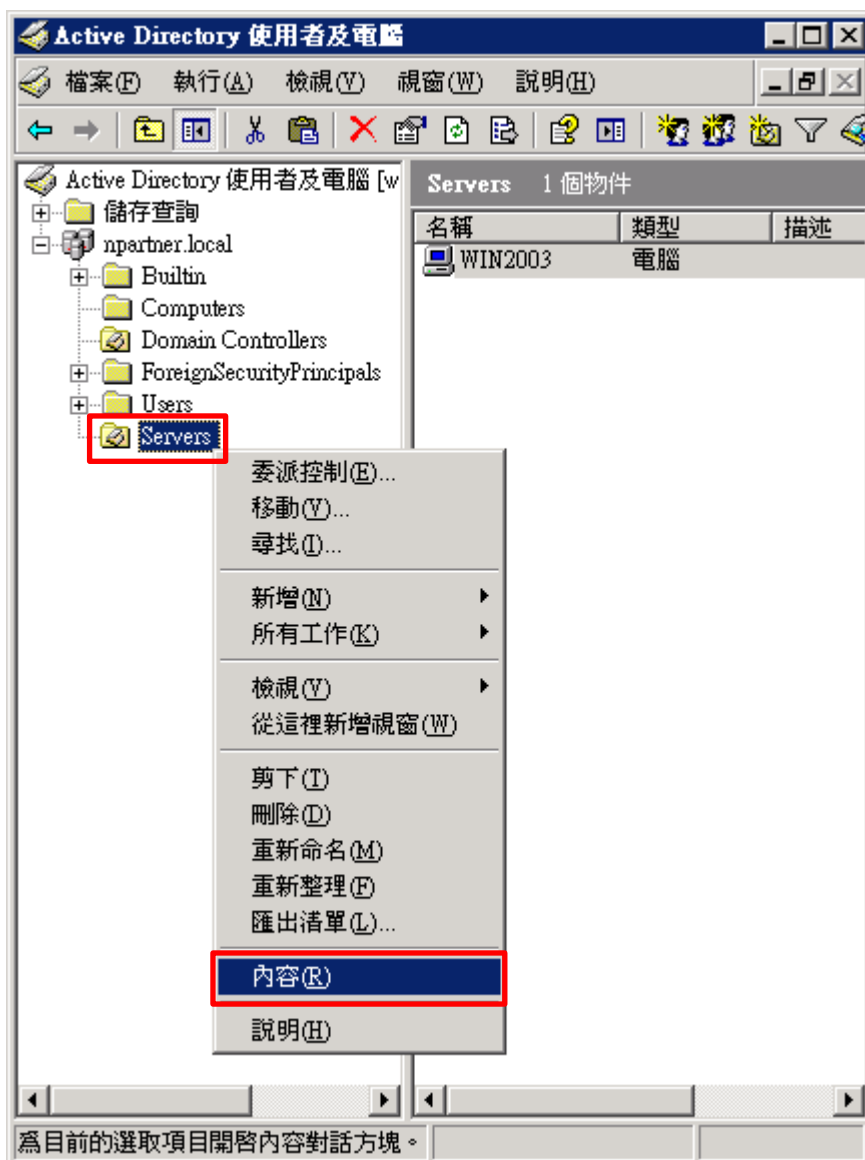 Active Directory 使用者及電腦
檔案(F) 執行(A) 檢視(V) 視窗(W) 說明(H)
Active Directory 使用者及電腦 [w
儲存查詢
npartner.local
Builtin
Computers
Domain Controllers
ForeignSecurityPrincipals
Users
Servers
Servers 1 個物件
名稱 類型 描述
WIN2003 電腦
委派控制(E)...
移動(V)...
尋找(I)...
新增(N)
所有工作(K)
檢視(V)
從這裡新增視窗(W)
剪下(T)
刪除(D)
重新命名(M)
重新整理(F)
匯出清單(L)...
內容(R)
說明(H)
為目前的選取項目開啟內容對話方塊。